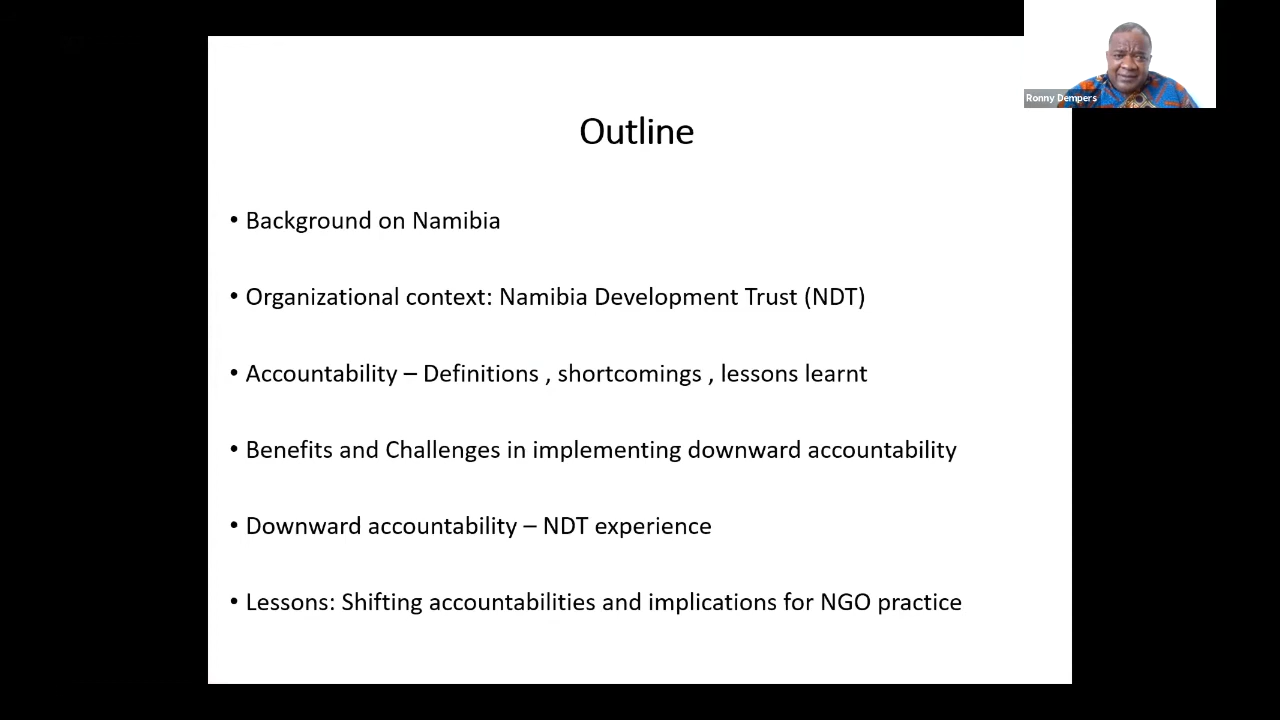 Ronny Dempers
Outline
• Background on Namibia
• Organizational context: Namibia Development Trust (NDT)
• Accountability – Definitions , shortcomings , lessons learnt
• Benefits and Challenges in implementing downward accountability
• Downward accountability – NDT experience
• Lessons: Shifting accountabilities and implications for NGO practice